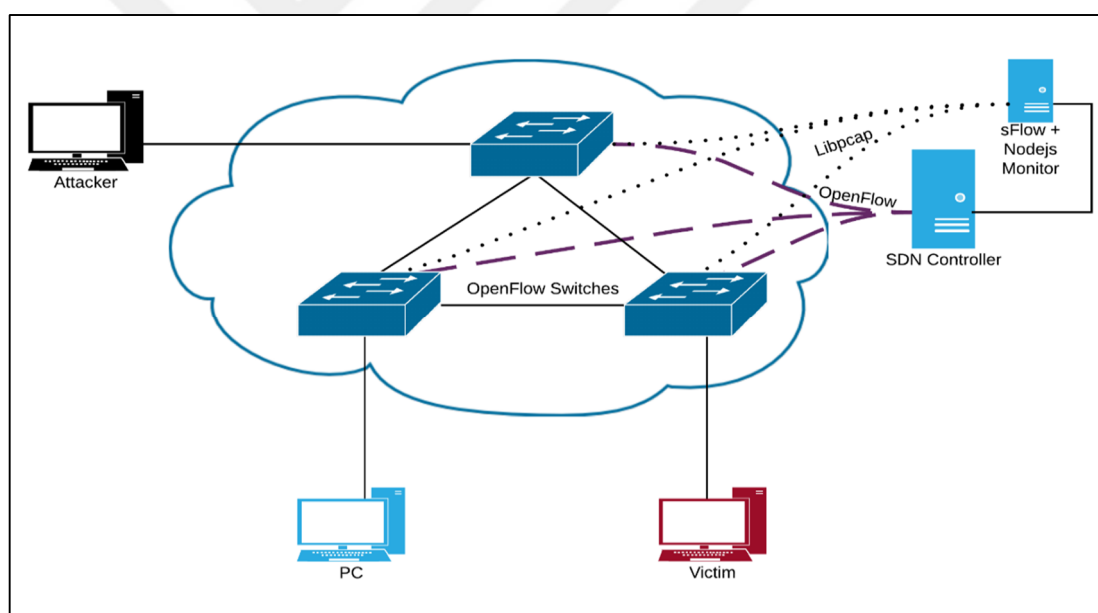 Attacker
Libpcap
sFlow +
Nodejs
Monitor
OpenFlow
SDN Controller
OpenFlow Switches
PC
Victim